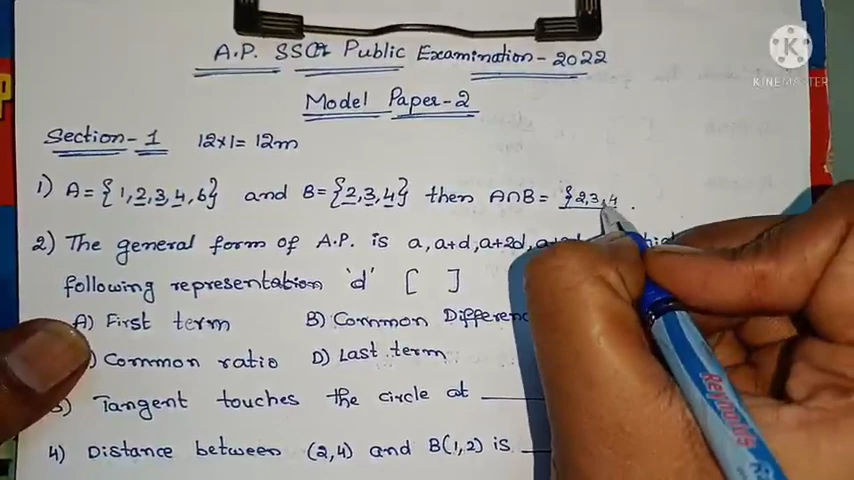 A.P. SSC Public Examination-2022
KINEMASTER
Model Paper-2
Section-1 12×1=12m
1) A={1,2,3,4,6} and B={2,3,4} then A∩B= {2,3,4 .
2) The general form of A.P. is a,a+d,a+2d,
following representation 'd' [ ]
A) First term B) Common
Common ratio D) Last term
Tangent touches the circle at
4) Distance between (2,4) and B(1,2) is
Reynolds